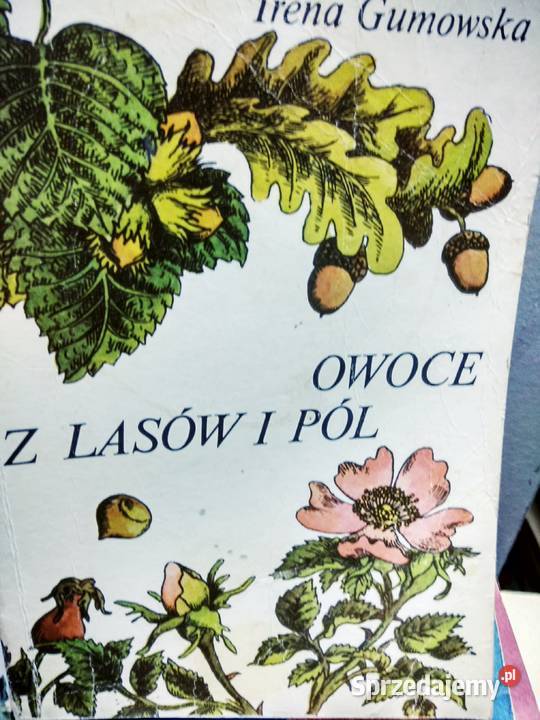 Irena Gumowska
OWOCE
Z LASÓW I PÓL
Sprzedajemy.pl